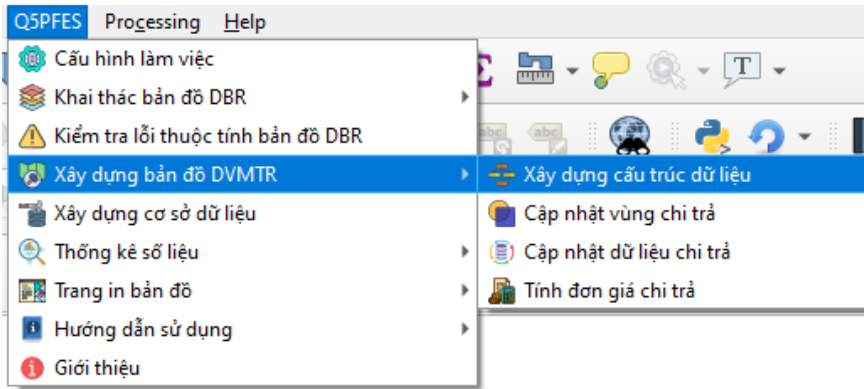 Q5PFES Processing Help
Cấu hình làm việc
Khai thác bản đồ DBR
Kiểm tra lỗi thuộc tính bản đồ DBR
Xây dựng bản đồ DVMTR
Xây dựng cơ sở dữ liệu
Thống kê số liệu
Trang in bản đồ
Hướng dẫn sử dụng
Giới thiệu
T
abc
abc
Xây dựng cấu trúc dữ liệu
Cập nhật vùng chi trả
Cập nhật dữ liệu chi trả
Tính đơn giá chi trả